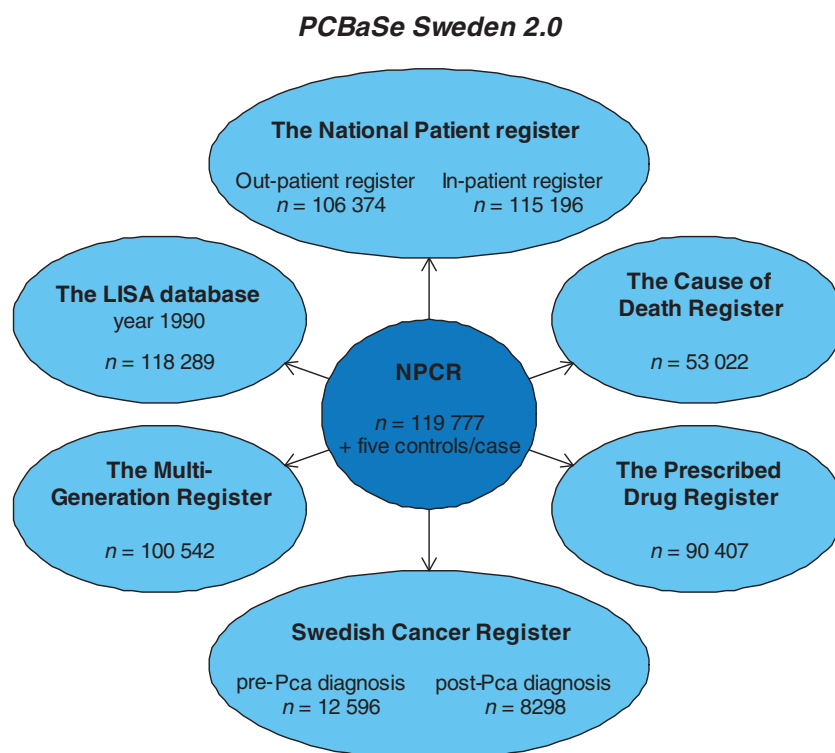 PCBaSe Sweden 2.0
The National Patient register
Out-patient register
n = 106 374
In-patient register
n = 115 196
The LISA database
year 1990
n = 118 289
The Cause of
Death Register
n = 53 022
NPCR
n = 119 777
+ five controls/case
The Multi-
Generation Register
n = 100 542
The Prescribed
Drug Register
n = 90 407
Swedish Cancer Register
pre-Pca diagnosis
n = 12 596
post-Pca diagnosis
n = 8298